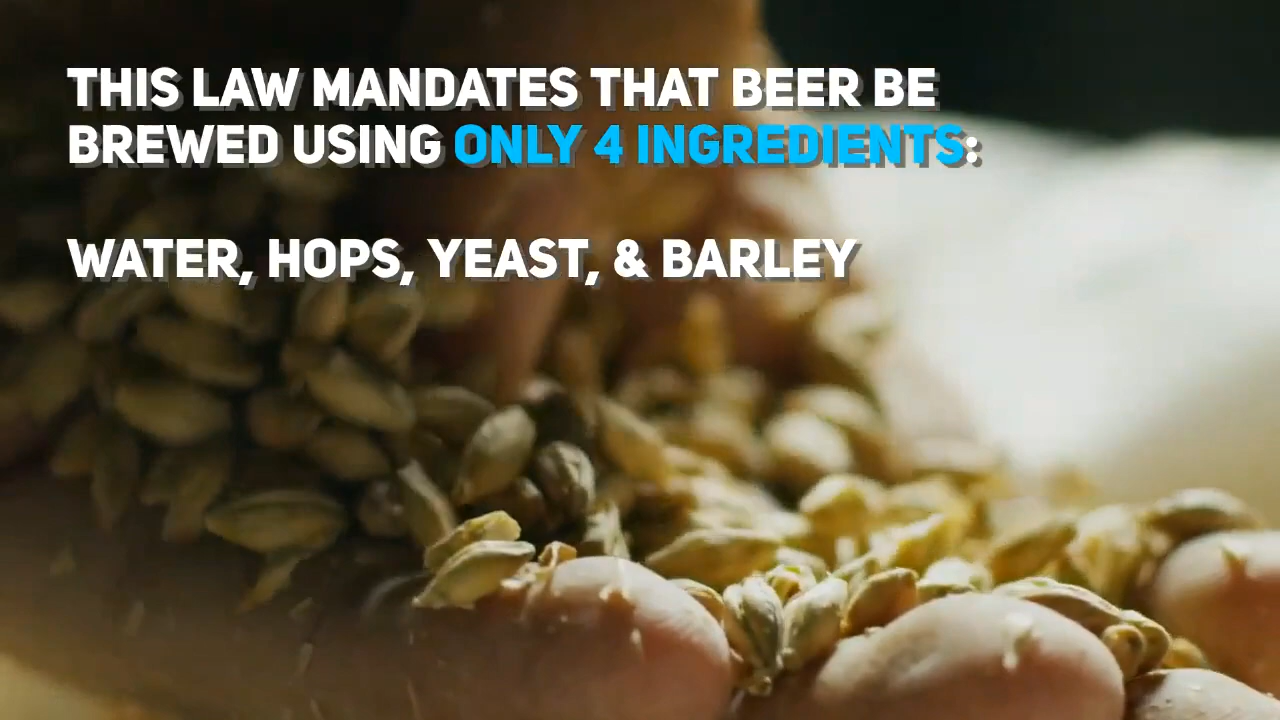 THIS LAW MANDATES THAT BEER BE
BREWED USING ONLY 4 INGREDIENTS:
WATER, HOPS, YEAST, & BARLEY